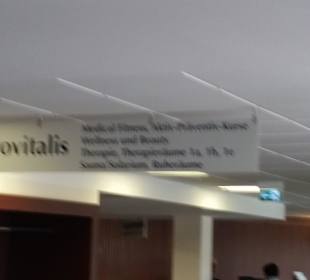 ovitalis
Medical Fitness, Aktiv-Präventiv-Kurse
Wellness und Beauty
Therapie, Therapieräume 1a, 1b, 1c
Sauna Solarium, Ruheräume